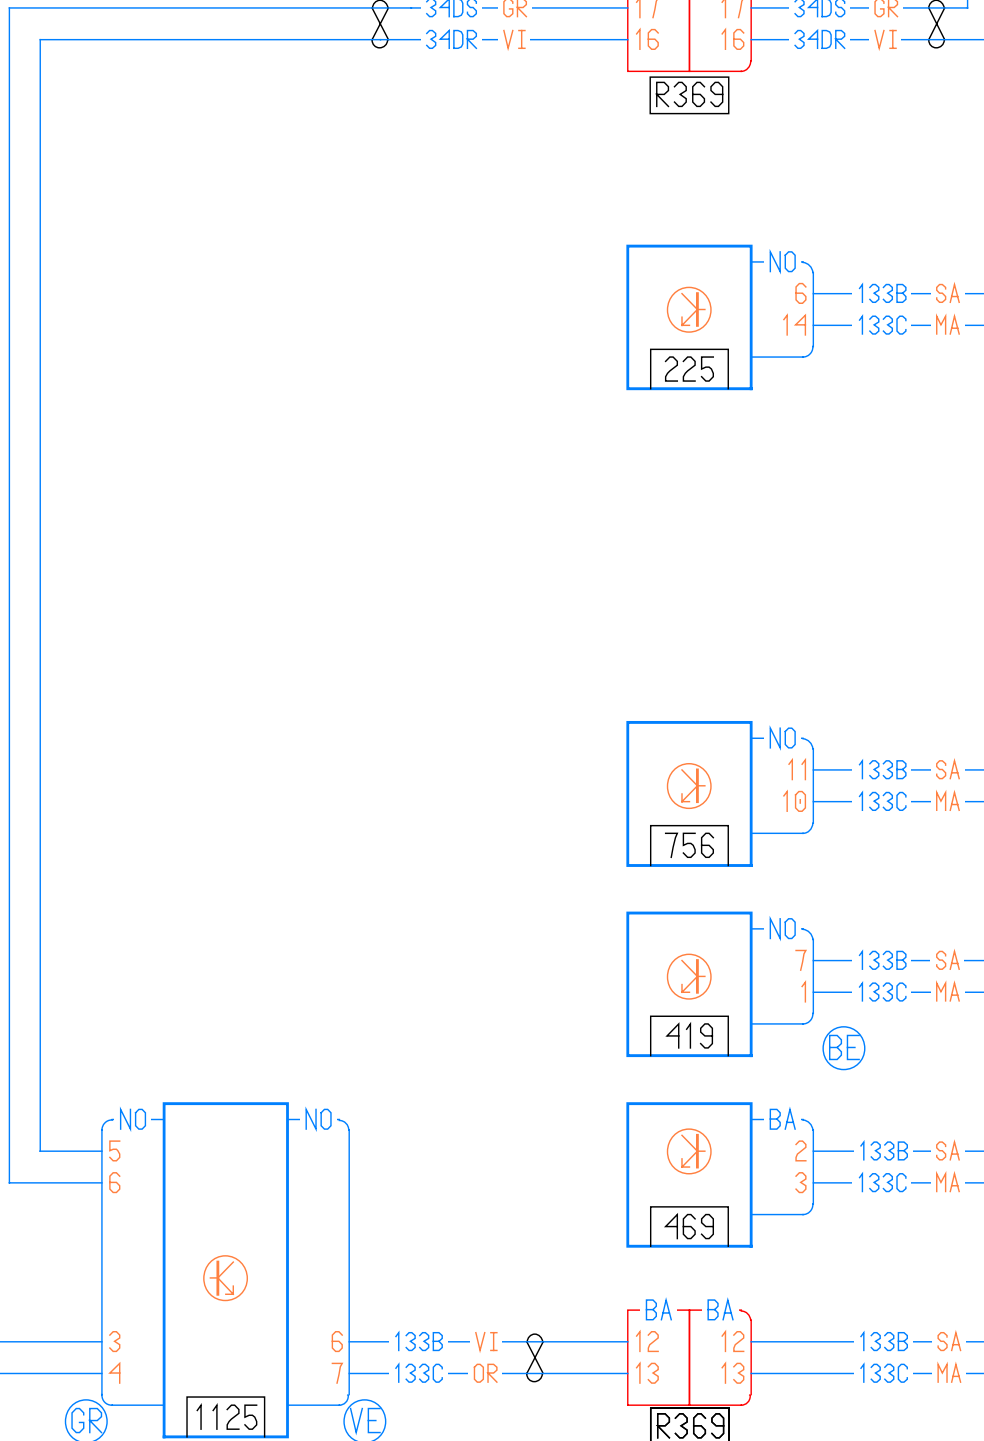 34DS GR 17 17 34DS GR
34DR VI 16 16 34DR VI
R369
NO
6 133B SA
14 133C MA
225
NO
11 133B SA
10 133C MA
756
NO
7 133B SA
1 133C MA
419
BE
NO NO BA
5 2 133B SA
6 3 133C MA
469
BA BA
3 6 133B VI 12 12 133B SA
4 7 133C OR 13 13 133C MA
GR 1125 VE R369